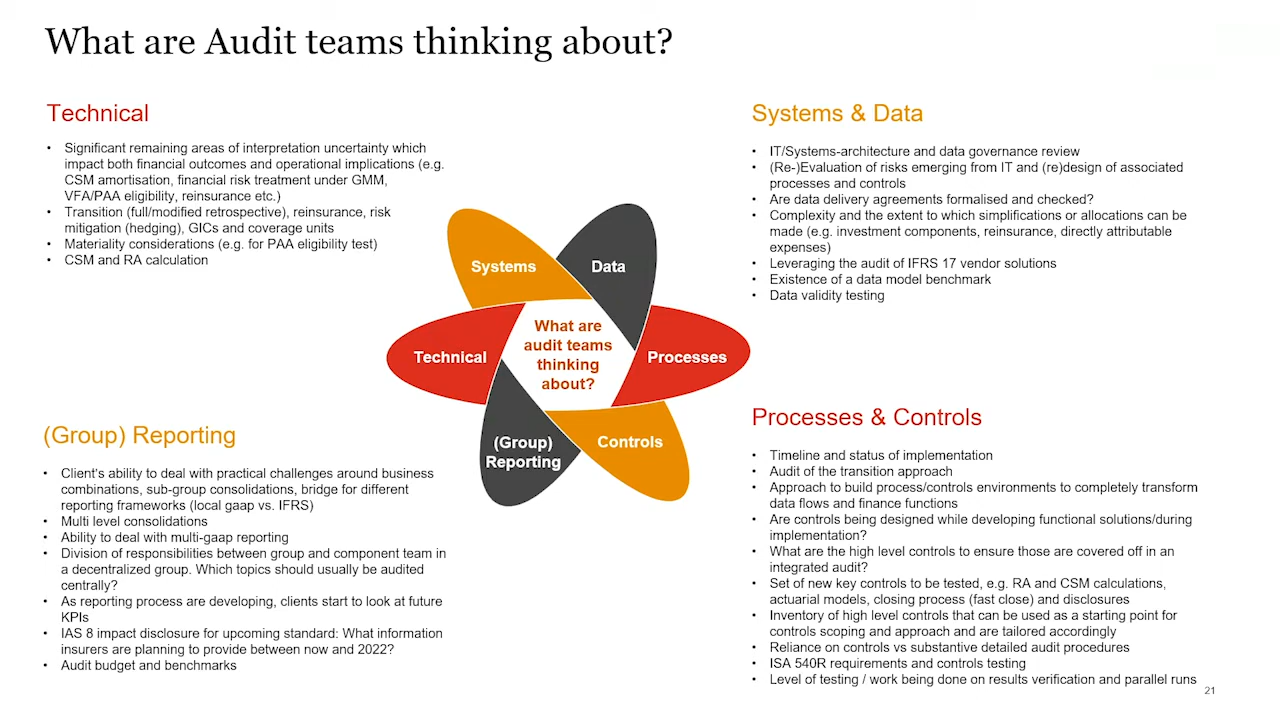 What are Audit teams thinking about?
Technical
• Significant remaining areas of interpretation uncertainty which
impact both financial outcomes and operational implications (e.g.
CSM amortisation, financial risk treatment under GMM,
VFA/PAA eligibility, reinsurance etc.)
• Transition (full/modified retrospective), reinsurance, risk
mitigation (hedging), GICs and coverage units
• Materiality considerations (e.g. for PAA eligibility test)
• CSM and RA calculation
Systems & Data
• IT/Systems-architecture and data governance review
• (Re-)Evaluation of risks emerging from IT and (re)design of associated
processes and controls
• Are data delivery agreements formalised and checked?
• Complexity and the extent to which simplifications or allocations can be
made (e.g. investment components, reinsurance, directly attributable
expenses)
• Leveraging the audit of IFRS 17 vendor solutions
• Existence of a data model benchmark
• Data validity testing
Systems
Data
Technical
What are
audit teams
thinking
about?
Processes
(Group)
Reporting
Controls
(Group) Reporting
• Client's ability to deal with practical challenges around business
combinations, sub-group consolidations, bridge for different
reporting frameworks (local gaap vs. IFRS)
• Multi level consolidations
• Ability to deal with multi-gaap reporting
• Division of responsibilities between group and component team in
a decentralized group. Which topics should usually be audited
centrally?
• As reporting process are developing, clients start to look at future
KPIs
• IAS 8 impact disclosure for upcoming standard: What information
insurers are planning to provide between now and 2022?
• Audit budget and benchmarks
Processes & Controls
• Timeline and status of implementation
• Audit of the transition approach
• Approach to build process/controls environments to completely transform
data flows and finance functions
• Are controls being designed while developing functional solutions/during
implementation?
• What are the high level controls to ensure those are covered off in an
integrated audit?
• Set of new key controls to be tested, e.g. RA and CSM calculations,
actuarial models, closing process (fast close) and disclosures
• Inventory of high level controls that can be used as a starting point for
controls scoping and approach and are tailored accordingly
• Reliance on controls vs substantive detailed audit procedures
• ISA 540R requirements and controls testing
• Level of testing / work being done on results verification and parallel runs
21